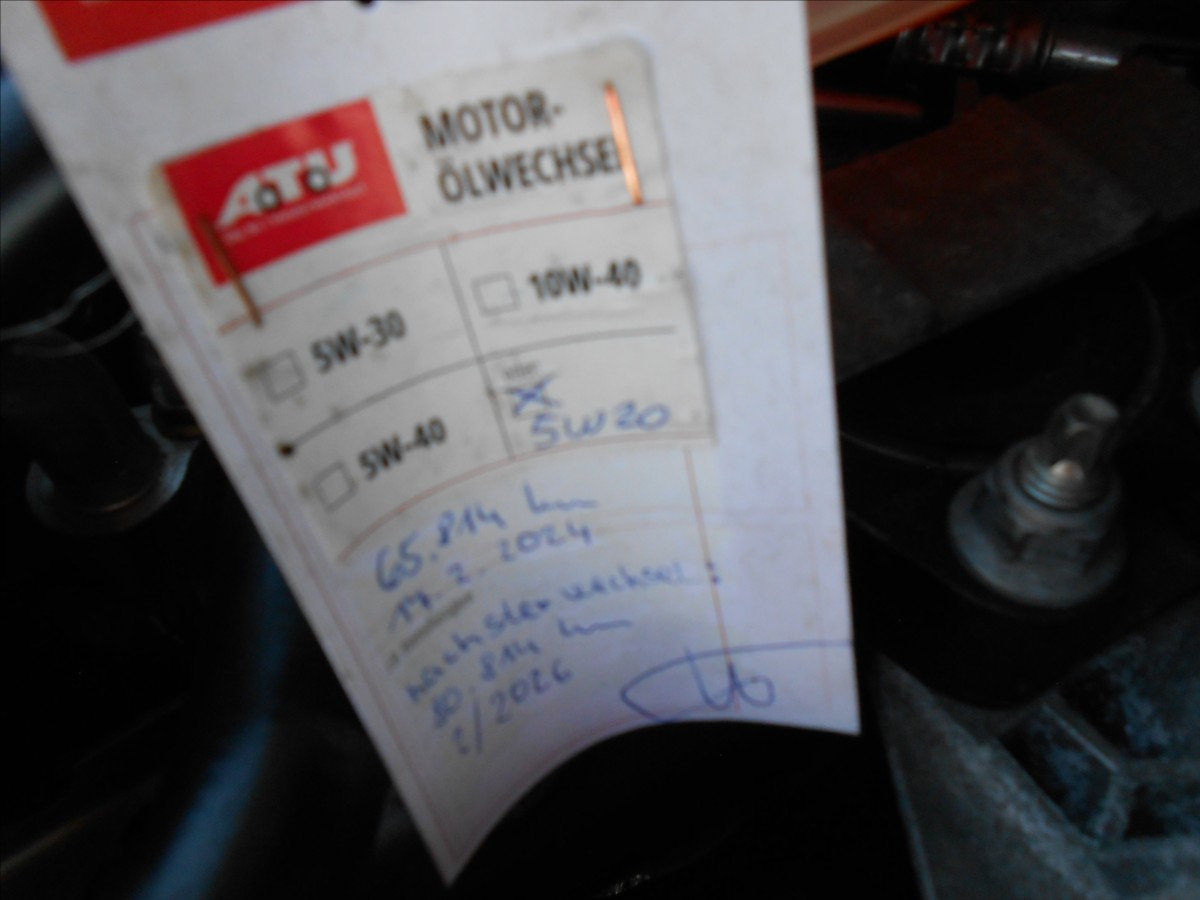 ATU
MOTOR-
ÖLWECHSEL
5W-30
10W-40
5W-40
5W20
65.814 km
17.2.2024
nächster wechsel:
80.814 km
2/2026